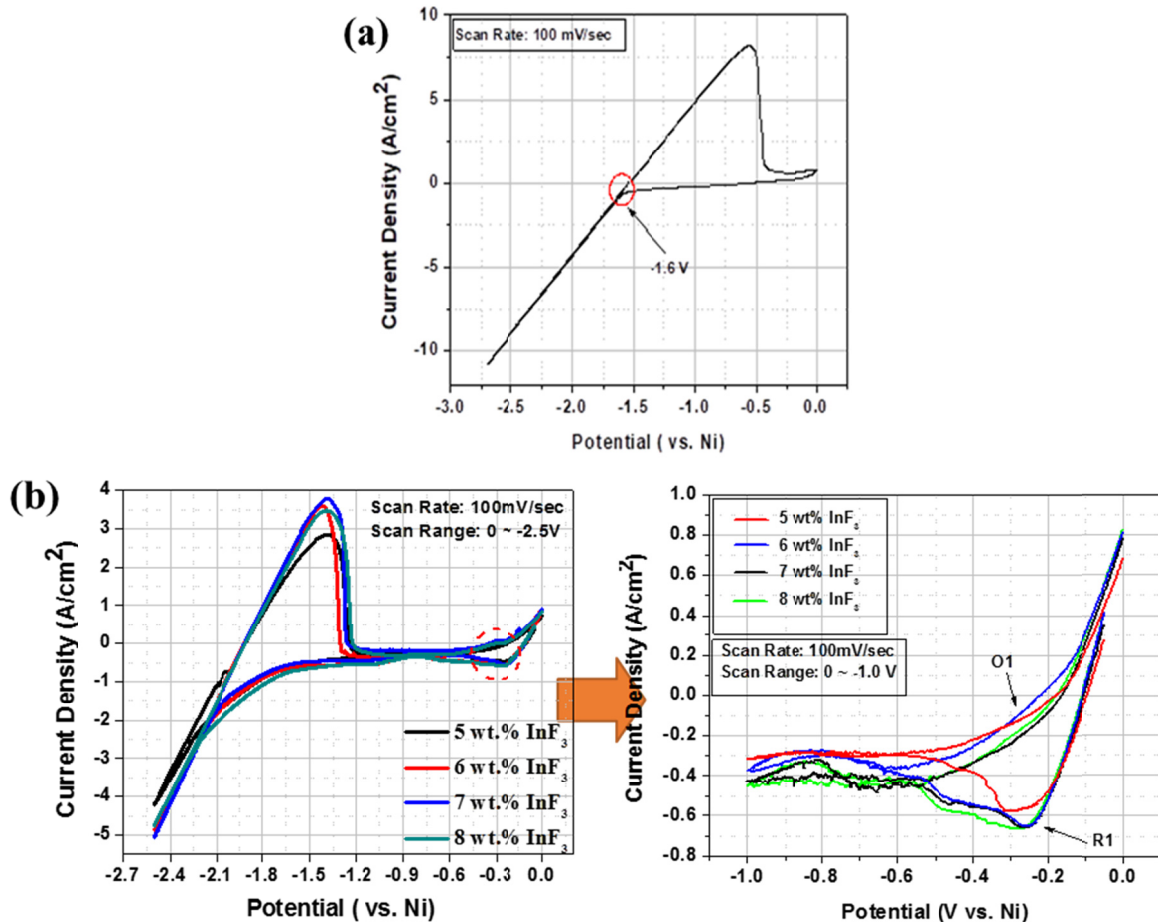 (a)
Scan Rate: 100 mV/sec
Current Density (A/cm²)
10
5
0
-5
-10
-1.6 V
-3.0 -2.5 -2.0 -1.5 -1.0 -0.5 0.0
Potential ( vs. Ni)
(b)
Scan Rate: 100mV/sec
Scan Range: 0 ~ -2.5V
Current Density (A/cm²)
4
3
2
1
0
-1
-2
-3
-4
-5
5 wt.% InF₃
6 wt.% InF₃
7 wt.% InF₃
8 wt.% InF₃
-2.7 -2.4 -2.1 -1.8 -1.5 -1.2 -0.9 -0.6 -0.3 0.0
Potential ( vs. Ni)
Current Density (A/cm²)
1.0
0.8
0.6
0.4
0.2
0.0
-0.2
-0.4
-0.6
-0.8
5 wt% InF₃
6 wt% InF₃
7 wt% InF₃
8 wt% InF₃
Scan Rate: 100mV/sec
Scan Range: 0 ~ -1.0 V
O1
R1
-1.0 -0.8 -0.6 -0.4 -0.2 0.0
Potential (V vs. Ni)